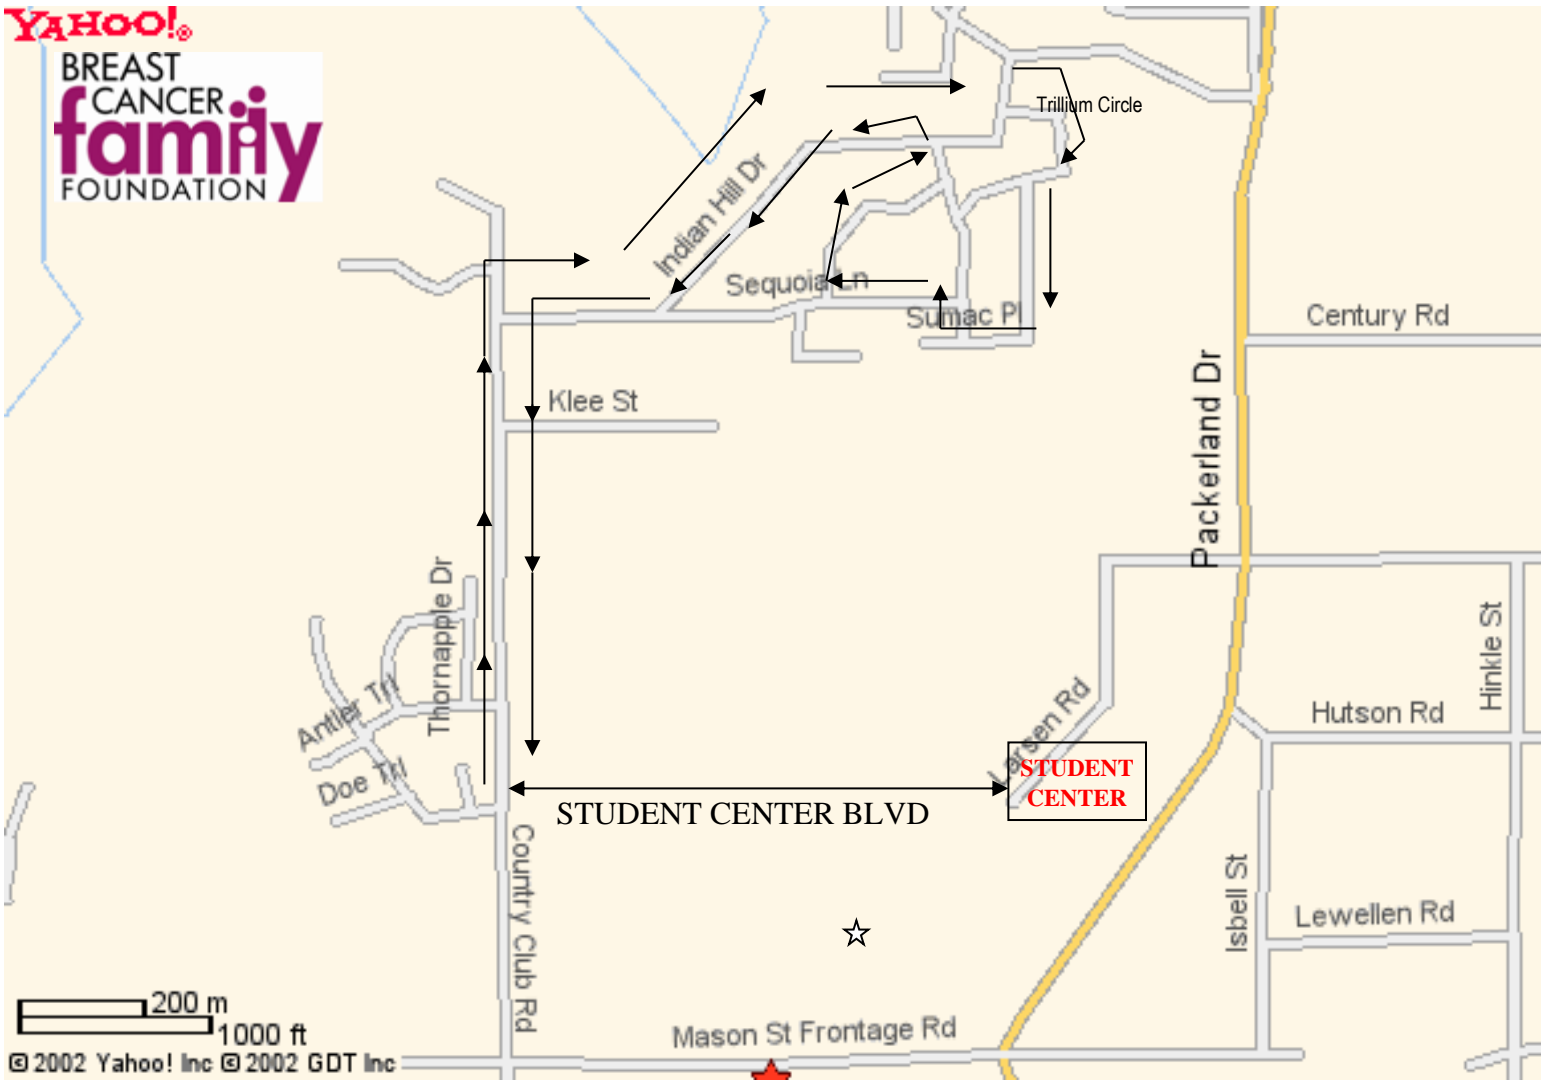 YAHOO!®
BREAST
CANCER
family
FOUNDATION
Trillium Circle
Indian Hill Dr
Sequoia Ln
Sumac Pl
Century Rd
Packerland Dr
Klee St
Thornapple Dr
Antler Trl
Doe Trl
Larsen Rd
Hinkle St
Hutson Rd
STUDENT
CENTER
STUDENT CENTER BLVD
Country Club Rd
Isbell St
Lewellen Rd
200 m
1000 ft
Mason St Frontage Rd
© 2002 Yahoo! Inc © 2002 GDT Inc